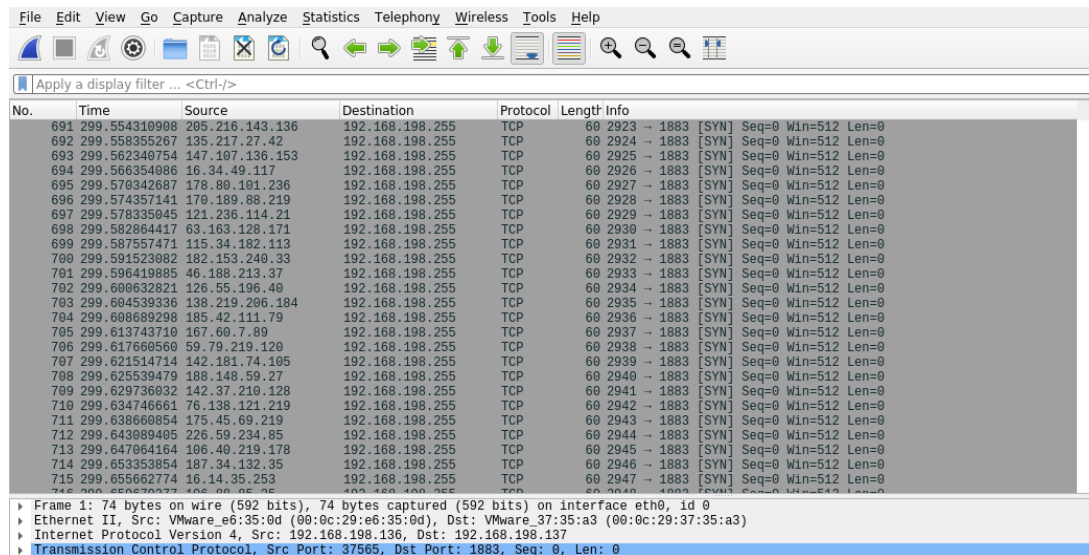 File Edit View Go Capture Analyze Statistics Telephony Wireless Tools Help
Apply a display filter ... <Ctrl-/>
No. Time Source Destination Protocol Length Info
691 299.554310908 205.216.143.136 192.168.198.255 TCP 60 2923 → 1883 [SYN] Seq=0 Win=512 Len=0
692 299.558355267 135.217.27.42 192.168.198.255 TCP 60 2924 → 1883 [SYN] Seq=0 Win=512 Len=0
693 299.562340754 147.107.136.153 192.168.198.255 TCP 60 2925 → 1883 [SYN] Seq=0 Win=512 Len=0
694 299.566354086 16.34.49.117 192.168.198.255 TCP 60 2926 → 1883 [SYN] Seq=0 Win=512 Len=0
695 299.570342687 178.80.101.236 192.168.198.255 TCP 60 2927 → 1883 [SYN] Seq=0 Win=512 Len=0
696 299.574357141 170.189.88.219 192.168.198.255 TCP 60 2928 → 1883 [SYN] Seq=0 Win=512 Len=0
697 299.578335045 121.236.114.21 192.168.198.255 TCP 60 2929 → 1883 [SYN] Seq=0 Win=512 Len=0
698 299.582864417 63.163.128.171 192.168.198.255 TCP 60 2930 → 1883 [SYN] Seq=0 Win=512 Len=0
699 299.587557471 115.34.182.113 192.168.198.255 TCP 60 2931 → 1883 [SYN] Seq=0 Win=512 Len=0
700 299.591523082 182.153.240.33 192.168.198.255 TCP 60 2932 → 1883 [SYN] Seq=0 Win=512 Len=0
701 299.596419885 46.188.213.37 192.168.198.255 TCP 60 2933 → 1883 [SYN] Seq=0 Win=512 Len=0
702 299.600632821 126.55.196.40 192.168.198.255 TCP 60 2934 → 1883 [SYN] Seq=0 Win=512 Len=0
703 299.604539336 138.219.206.184 192.168.198.255 TCP 60 2935 → 1883 [SYN] Seq=0 Win=512 Len=0
704 299.608689298 185.42.111.79 192.168.198.255 TCP 60 2936 → 1883 [SYN] Seq=0 Win=512 Len=0
705 299.613743710 167.60.7.89 192.168.198.255 TCP 60 2937 → 1883 [SYN] Seq=0 Win=512 Len=0
706 299.617660560 59.79.219.120 192.168.198.255 TCP 60 2938 → 1883 [SYN] Seq=0 Win=512 Len=0
707 299.621514714 142.181.74.105 192.168.198.255 TCP 60 2939 → 1883 [SYN] Seq=0 Win=512 Len=0
708 299.625539479 188.148.59.27 192.168.198.255 TCP 60 2940 → 1883 [SYN] Seq=0 Win=512 Len=0
709 299.629736032 142.37.210.128 192.168.198.255 TCP 60 2941 → 1883 [SYN] Seq=0 Win=512 Len=0
710 299.634746661 76.138.121.219 192.168.198.255 TCP 60 2942 → 1883 [SYN] Seq=0 Win=512 Len=0
711 299.638660854 175.45.69.219 192.168.198.255 TCP 60 2943 → 1883 [SYN] Seq=0 Win=512 Len=0
712 299.643089405 226.59.234.85 192.168.198.255 TCP 60 2944 → 1883 [SYN] Seq=0 Win=512 Len=0
713 299.647064164 106.40.219.178 192.168.198.255 TCP 60 2945 → 1883 [SYN] Seq=0 Win=512 Len=0
714 299.653353854 187.34.132.35 192.168.198.255 TCP 60 2946 → 1883 [SYN] Seq=0 Win=512 Len=0
715 299.655662774 16.14.35.253 192.168.198.255 TCP 60 2947 → 1883 [SYN] Seq=0 Win=512 Len=0
Frame 1: 74 bytes on wire (592 bits), 74 bytes captured (592 bits) on interface eth0, id 0
Ethernet II, Src: VMware_e6:35:0d (00:0c:29:e6:35:0d), Dst: VMware_37:35:a3 (00:0c:29:37:35:a3)
Internet Protocol Version 4, Src: 192.168.198.136, Dst: 192.168.198.137
Transmission Control Protocol, Src Port: 37565, Dst Port: 1883, Seq: 0, Len: 0